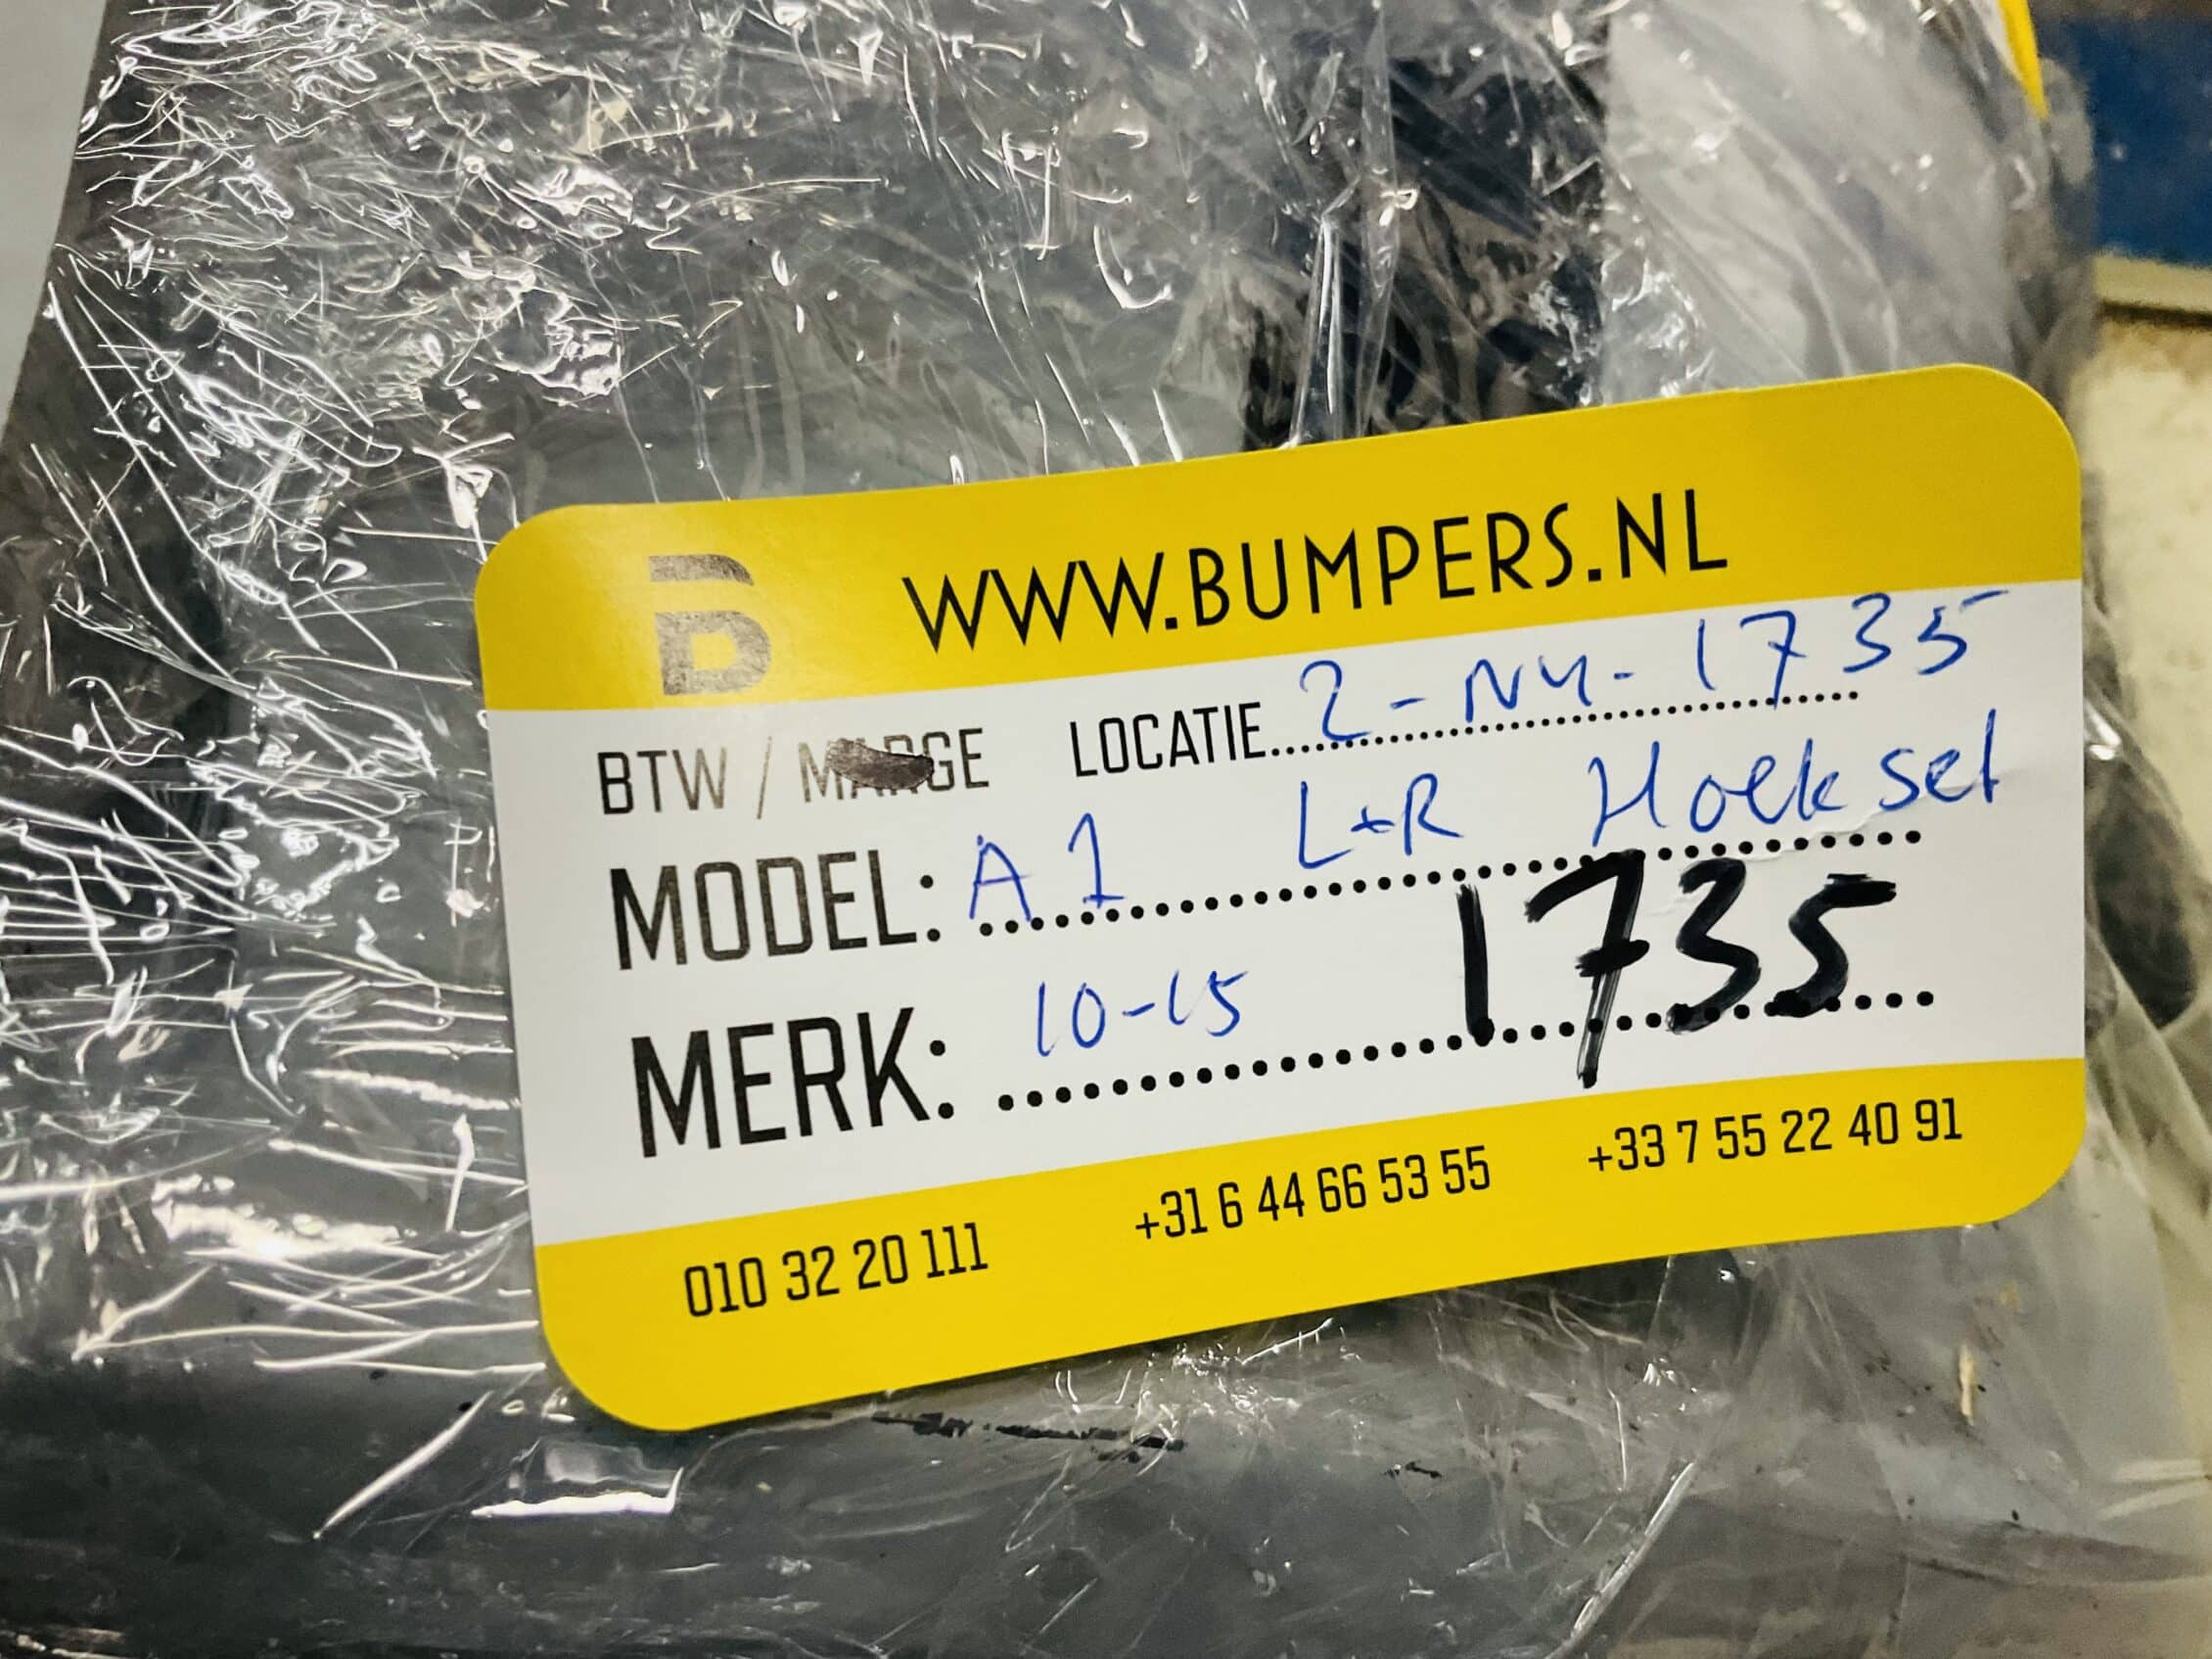 B WWW.BUMPERS.NL
BTW / MARGE LOCATIE 2-NU-1735
MODEL: A1 L+R Hoekset
MERK: 10-15 1735
010 32 20 111 +31 6 44 66 53 55 +33 7 55 22 40 91